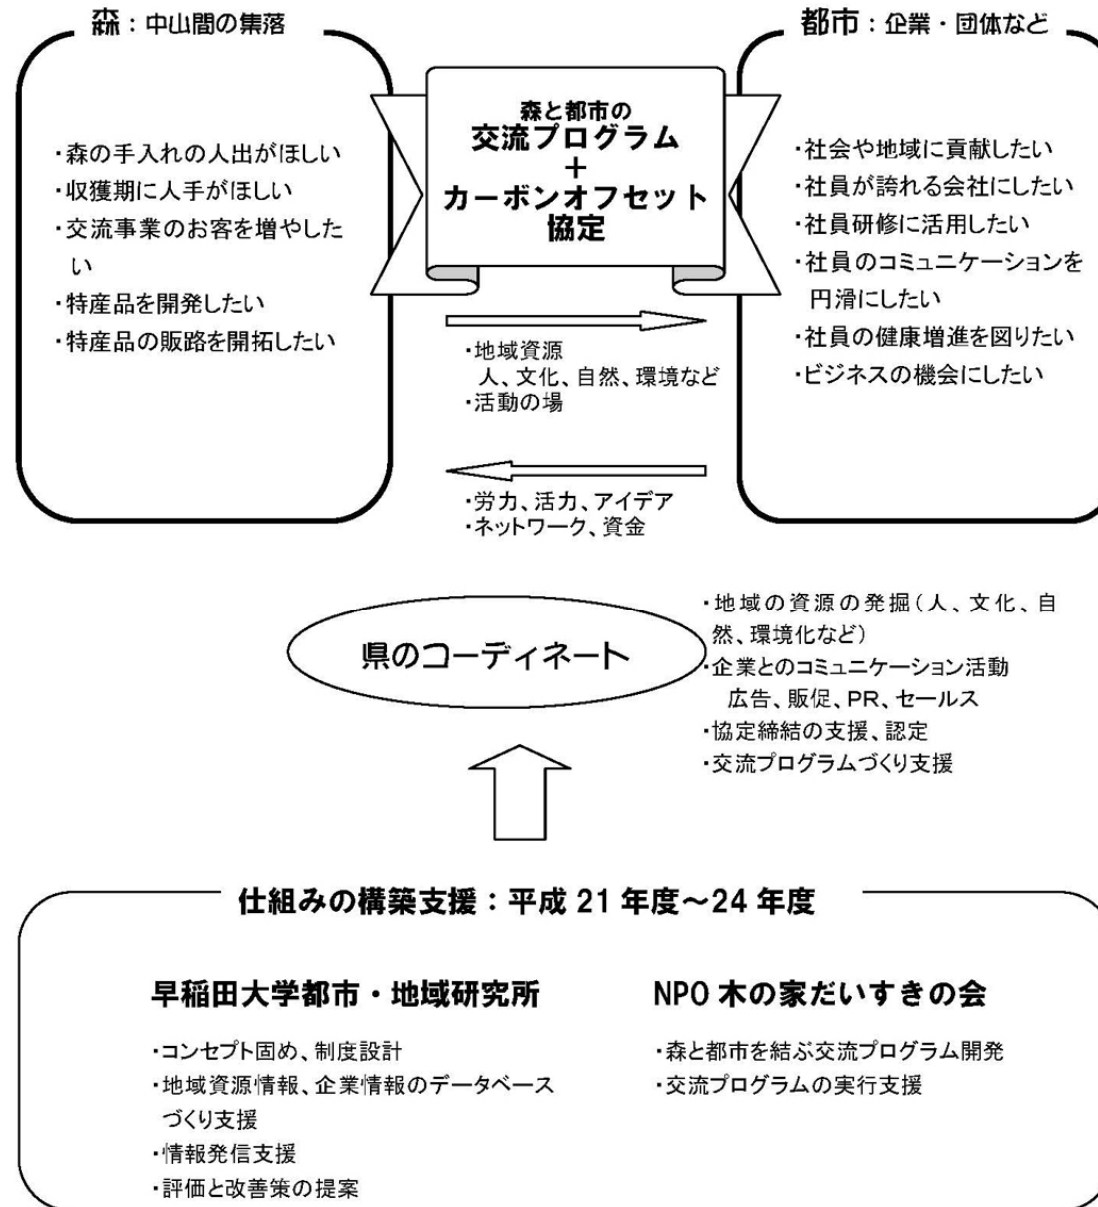 森：中山間の集落
・森の手入れの人出がほしい
・収獲期に人手がほしい
・交流事業のお客を増やした
い
・特産品を開発したい
・特産品の販路を開拓したい
森と都市の
交流プログラム
＋
カーボンオフセット
協定
都市：企業・団体など
・社会や地域に貢献したい
・社員が誇れる会社にしたい
・社員研修に活用したい
・社員のコミュニケーションを
円滑にしたい
・社員の健康増進を図りたい
・ビジネスの機会にしたい
・地域資源
人、文化、自然、環境など
・活動の場
・労力、活力、アイデア
・ネットワーク、資金
県のコーディネート
・地域の資源の発掘（人、文化、自
然、環境化など）
・企業とのコミュニケーション活動
広告、販促、PR、セールス
・協定締結の支援、認定
・交流プログラムづくり支援
仕組みの構築支援：平成 21 年度～24 年度
早稲田大学都市・地域研究所
・コンセプト固め、制度設計
・地域資源情報、企業情報のデータベース
づくり支援
・情報発信支援
・評価と改善策の提案
NPO 木の家だいすきの会
・森と都市を結ぶ交流プログラム開発
・交流プログラムの実行支援